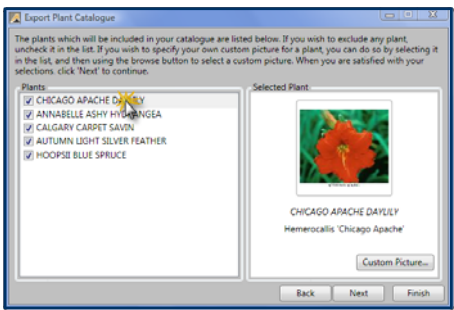 Export Plant Catalogue
The plants which will be included in your catalogue are listed below. If you wish to exclude any plant,
uncheck it in the list. If you wish to specify your own custom picture for a plant, you can do so by selecting it
in the list, and then using the browse button to select a custom picture. When you are satisfied with your
selections click 'Next' to continue.
Plants
CHICAGO APACHE DAYLILY
ANNABELLE ASHY HYDRANGEA
CALGARY CARPET SAVIN
AUTUMN LIGHT SILVER FEATHER
HOOPSII BLUE SPRUCE
Selected Plant
CHICAGO APACHE DAYLILY
Hemerocallis 'Chicago Apache'
Custom Picture...
Back
Next
Finish